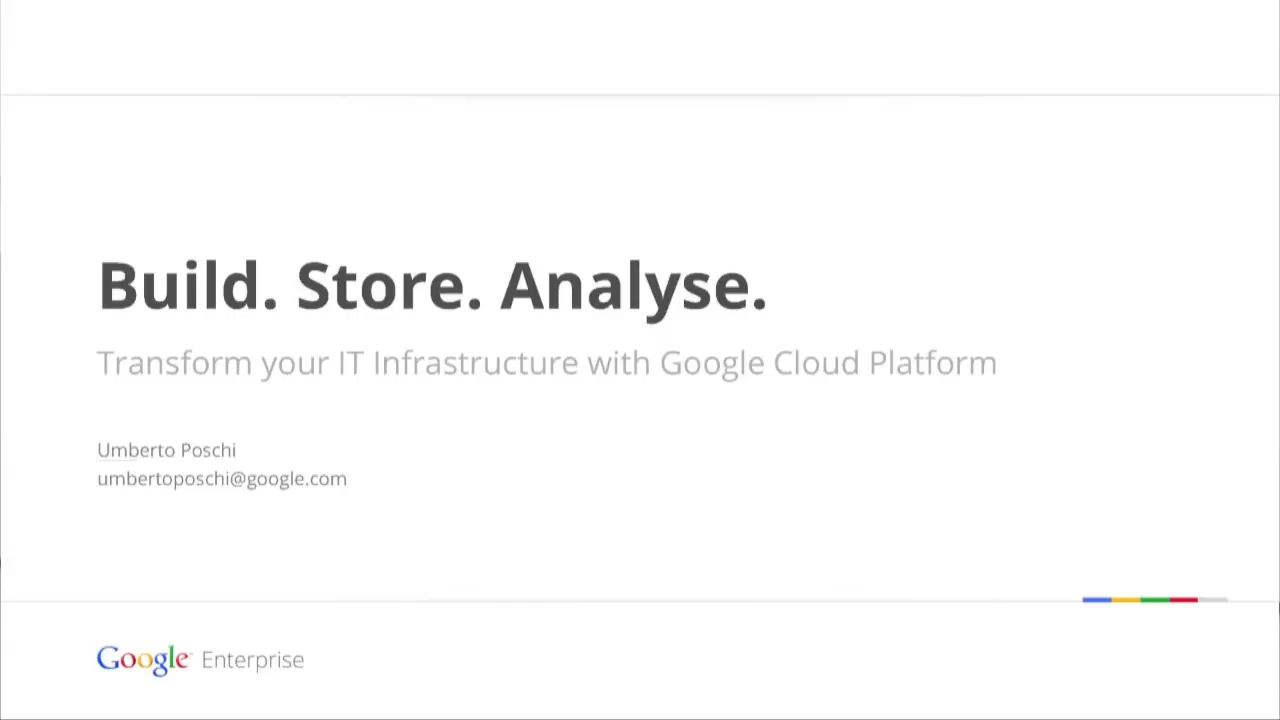 Build. Store. Analyse.
Transform your IT Infrastructure with Google Cloud Platform
Umberto Poschi
umbertoposchi@google.com
Google Enterprise